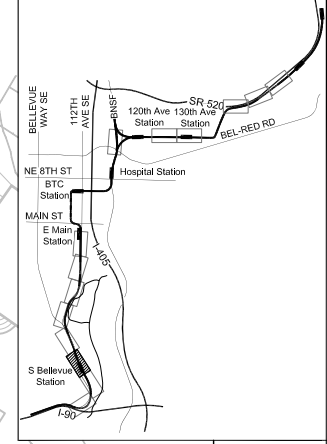 BELLEVUE
WAY SE
112TH
AVE SE
BNSF
SR 520
120th Ave
Station
130th Ave
Station
BEL-RED RD
NE 8TH ST
Hospital Station
BTC
Station
MAIN ST
E Main
Station
I-405
S Bellevue
Station
I-90